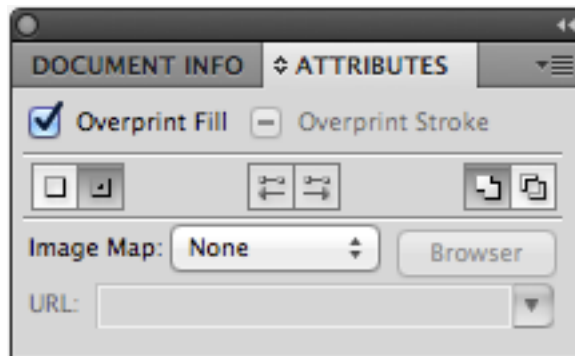 DOCUMENT INFO ATTRIBUTES
Overprint Fill Overprint Stroke
Image Map: None Browser
URL: